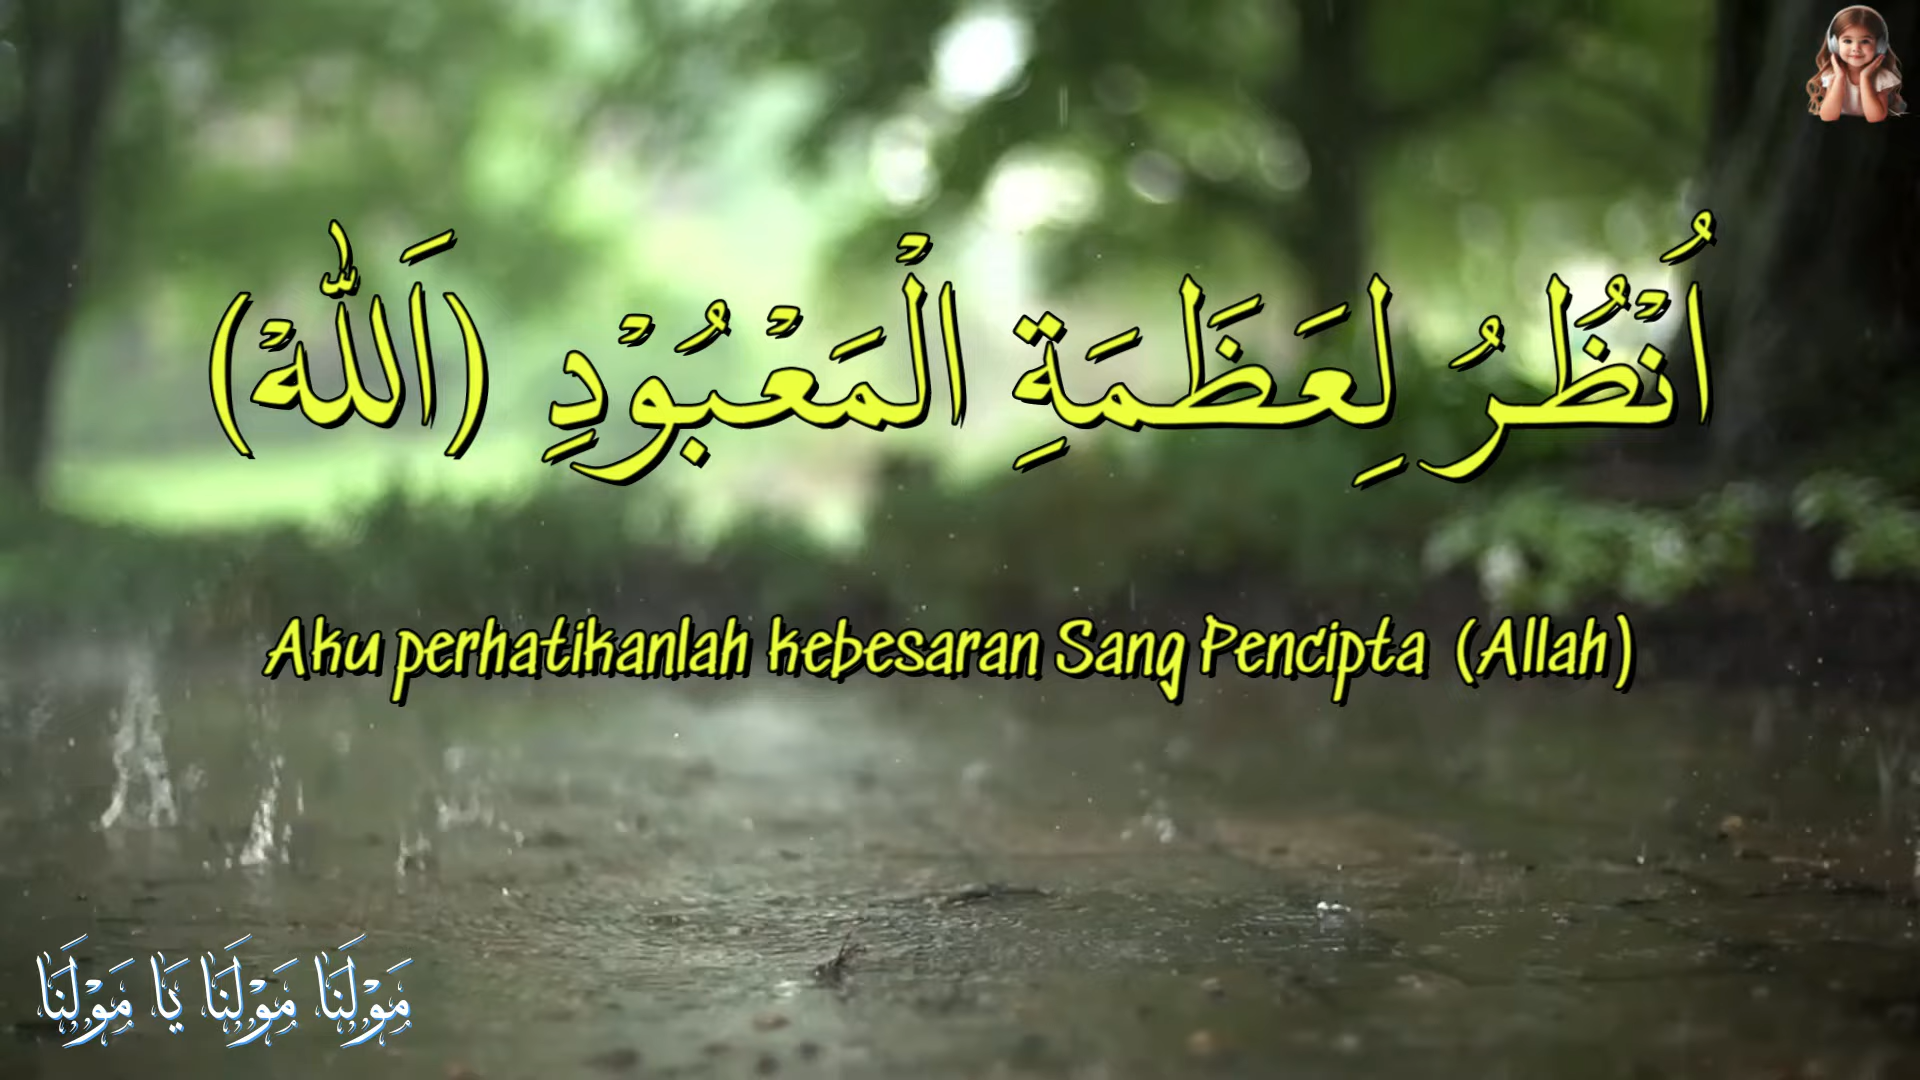 اُنْظُرُ لِعَظَمَةِ الْمَعْبُوْدِ (اَللّٰهْ)
Aku perhatikanlah kebesaran Sang Pencipta (Allah)
مَوْلَنَا مَوْلَنَا يَا مَوْلَنَا